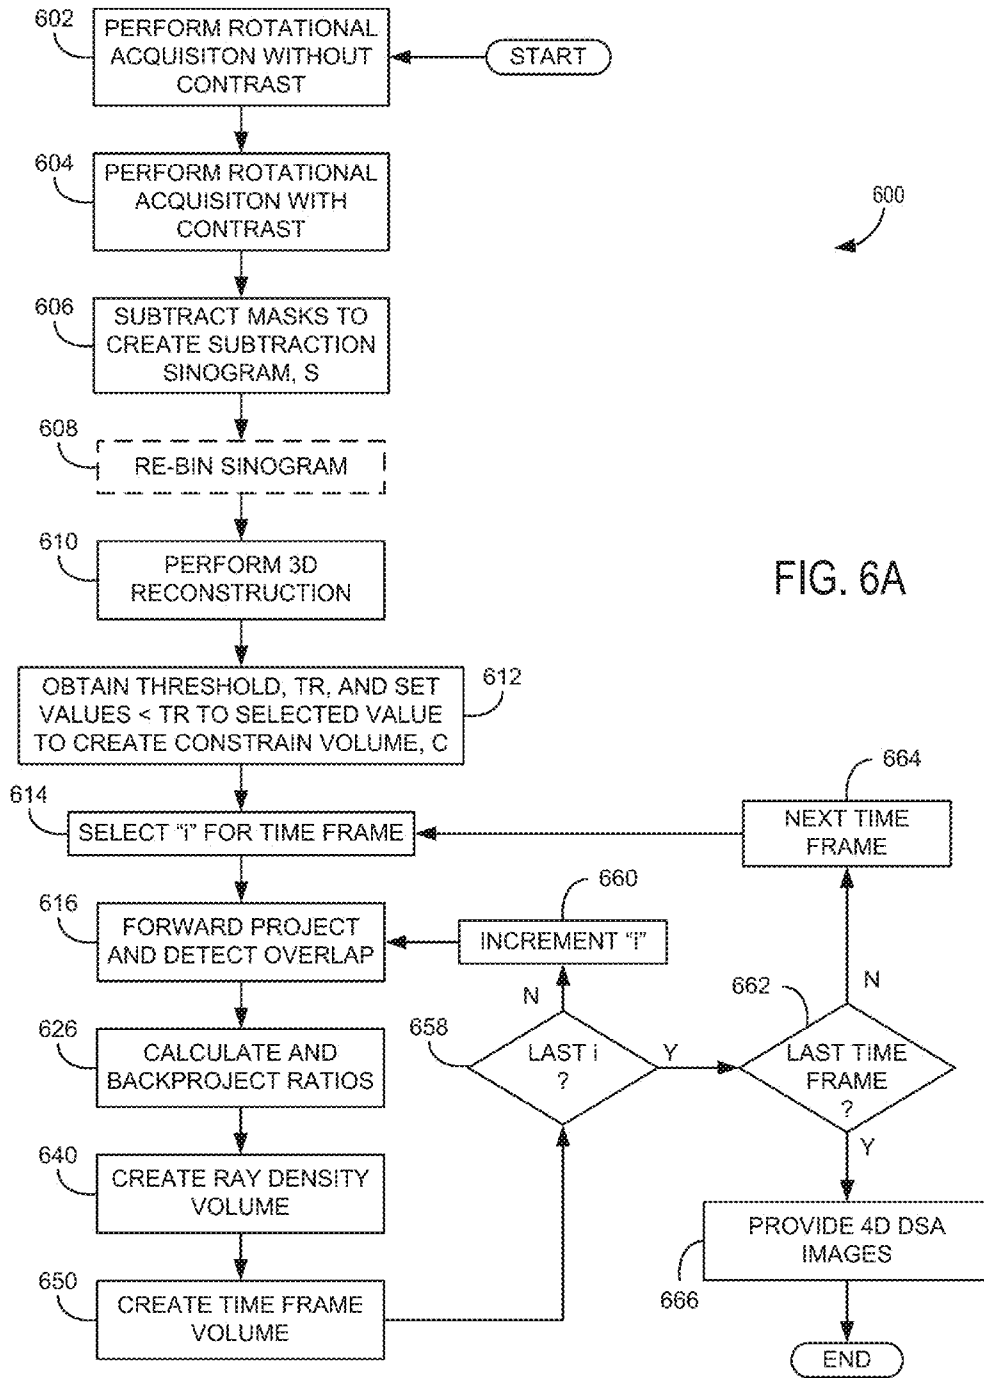 602
PERFORM ROTATIONAL
ACQUISITON WITHOUT
CONTRAST
START
604
PERFORM ROTATIONAL
ACQUISITON WITH
CONTRAST
600
606
SUBTRACT MASKS TO
CREATE SUBTRACTION
SINOGRAM, S
608
RE-BIN SINOGRAM
610
PERFORM 3D
RECONSTRUCTION
FIG. 6A
OBTAIN THRESHOLD, TR, AND SET
VALUES < TR TO SELECTED VALUE
TO CREATE CONSTRAIN VOLUME, C
612
614
SELECT "i" FOR TIME FRAME
664
NEXT TIME
FRAME
616
FORWARD PROJECT
AND DETECT OVERLAP
660
INCREMENT "i"
N
N
626
CALCULATE AND
BACKPROJECT RATIOS
658
LAST i
?
Y
662
LAST TIME
FRAME
?
Y
640
CREATE RAY DENSITY
VOLUME
PROVIDE 4D DSA
IMAGES
666
650
CREATE TIME FRAME
VOLUME
END